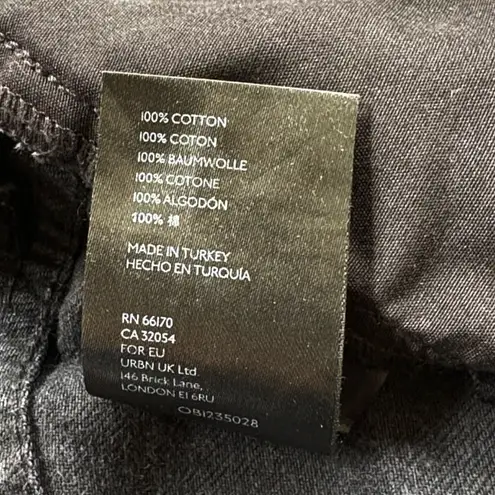 100% COTTON
100% COTON
100% BAUMWOLLE
100% COTONE
100% ALGODÓN
100% 棉
MADE IN TURKEY
HECHO EN TURQUÍA
RN 66170
CA 32054
FOR EU
URBN UK Ltd
146 Brick Lane,
LONDON E1 6RU
OB1235028